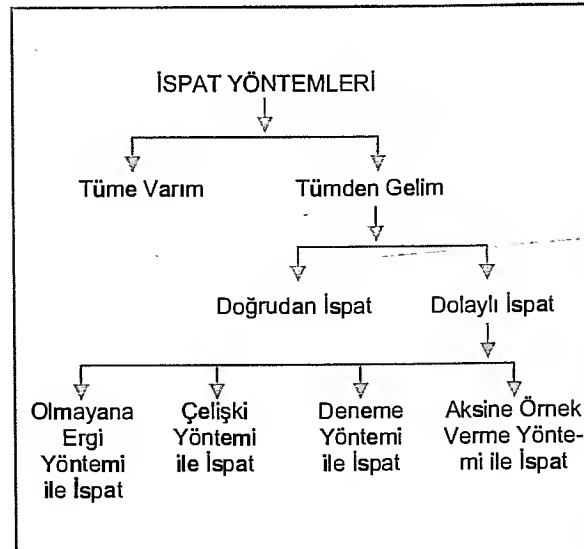 İSPAT YÖNTEMLERİ
Tüme Varım
Tümden Gelim
Doğrudan İspat
Dolaylı İspat
Olmayana
Ergi
Yöntemi
ile İspat
Çelişki
Yöntemi
ile İspat
Deneme
Yöntemi
ile İspat
Aksine Örnek
Verme Yönte-
mi ile İspat